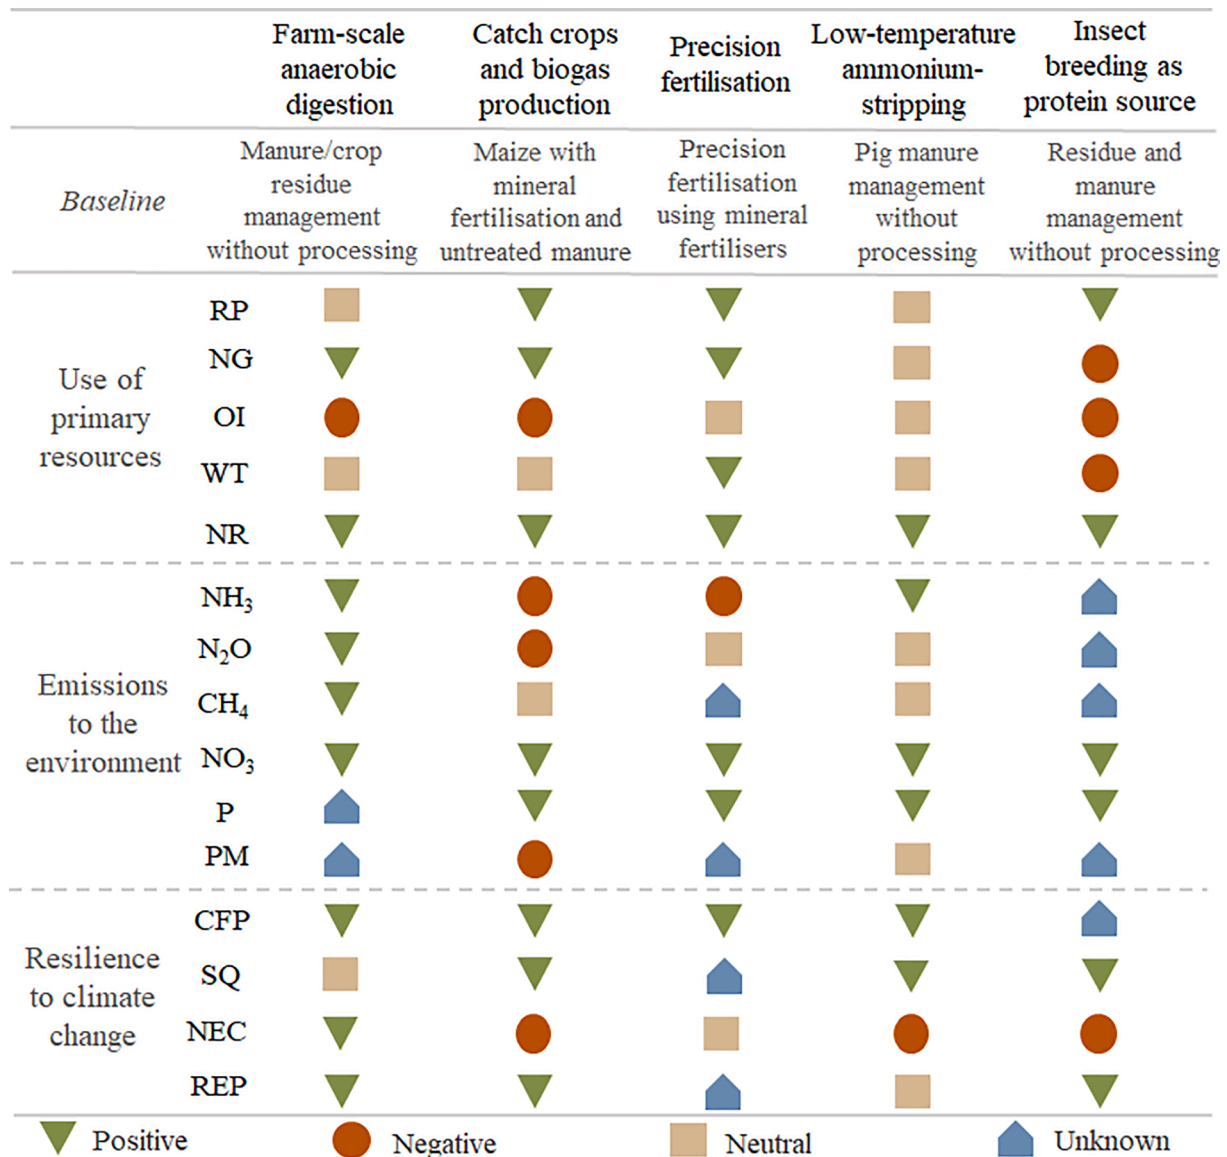 Farm-scale
anaerobic
digestion
Catch crops
and biogas
production
Precision
fertilisation
Low-temperature
ammonium-
stripping
Insect
breeding as
protein source
Baseline
Manure/crop
residue
management
without processing
Maize with
mineral
fertilisation and
untreated manure
Precision
fertilisation
using mineral
fertilisers
Pig manure
management
without
processing
Residue and
manure
management
without processing
Use of
primary
resources
RP
NG
OI
WT
NR
Emissions
to the
environment
NH₃
N₂O
CH₄
NO₃
P
PM
Resilience
to climate
change
CFP
SQ
NEC
REP
Positive
Negative
Neutral
Unknown